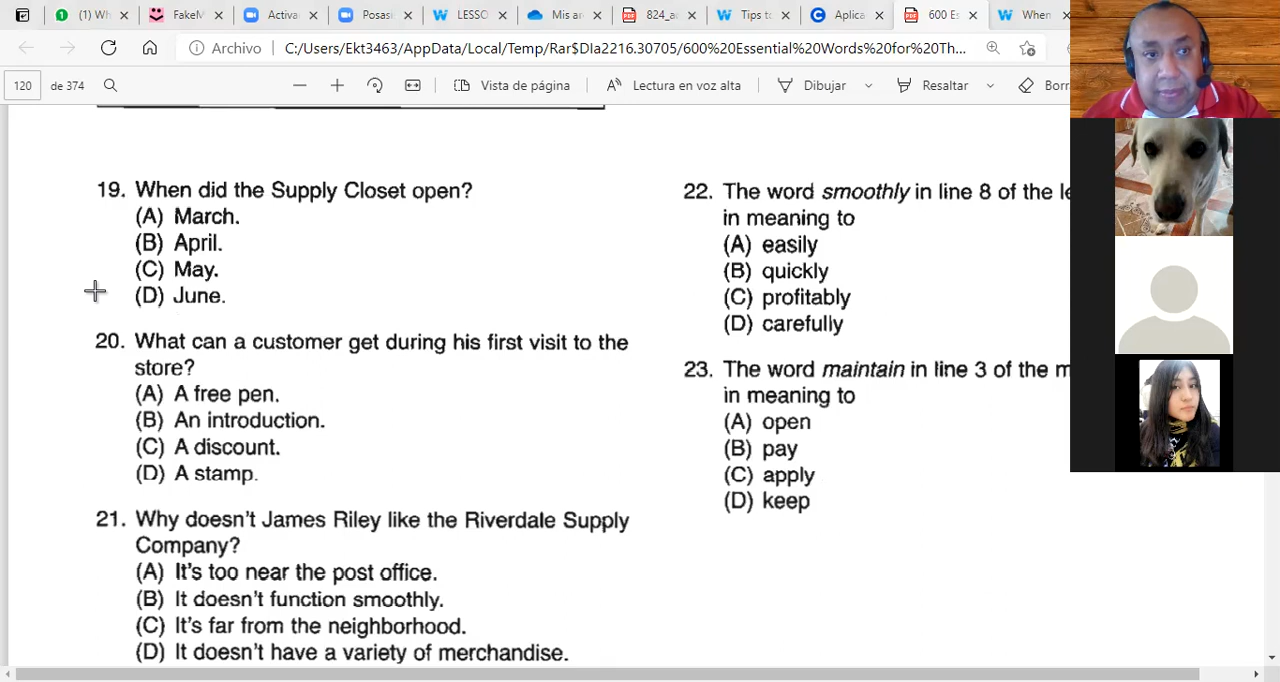 (Wh
FakeM
Activa
Posas
LESSO
Mis ar
824_a
Tips t
Aplica
600 Es
When
Archivo
C:/Users/Ekt3463/AppData/Local/Temp/Rar$DIa2216.30705/600%20Essential%20Words%20for%20Th...
120 de 374
Vista de página
Lectura en voz alta
Dibujar
Resaltar
Borr
19. When did the Supply Closet open?
(A) March.
(B) April.
(C) May.
(D) June.
20. What can a customer get during his first visit to the
store?
(A) A free pen.
(B) An introduction.
(C) A discount.
(D) A stamp.
21. Why doesn't James Riley like the Riverdale Supply
Company?
(A) It's too near the post office.
(B) It doesn't function smoothly.
(C) It's far from the neighborhood.
(D) It doesn't have a variety of merchandise.
22. The word smoothly in line 8 of the le
in meaning to
(A) easily
(B) quickly
(C) profitably
(D) carefully
23. The word maintain in line 3 of the m
in meaning to
(A) open
(B) pay
(C) apply
(D) keep